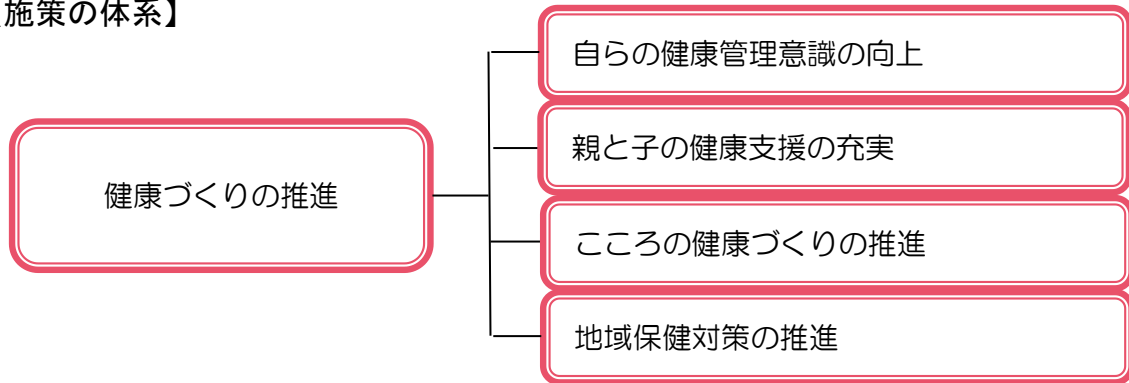 施策の体系】
自らの健康管理意識の向上
親と子の健康支援の充実
健康づくりの推進
こころの健康づくりの推進
地域保健対策の推進